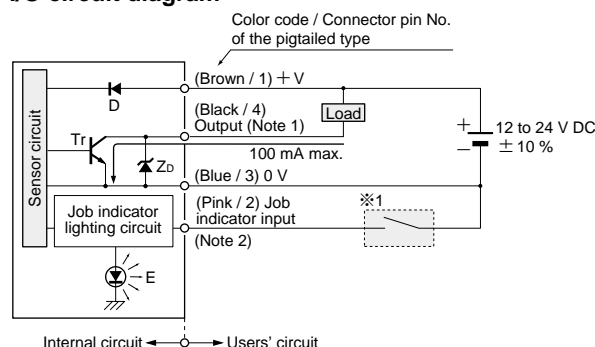 Color code / Connector pin No.
of the pigtailed type
(Brown / 1) +V
D
(Black / 4)
Output (Note 1)
Load
Tr
ZD
100 mA max.
+
−
12 to 24 V DC
± 10 %
Sensor circuit
(Blue / 3) 0 V
Job indicator
lighting circuit
(Pink / 2) Job
indicator input
(Note 2)
※1
E
Internal circuit
Users' circuit